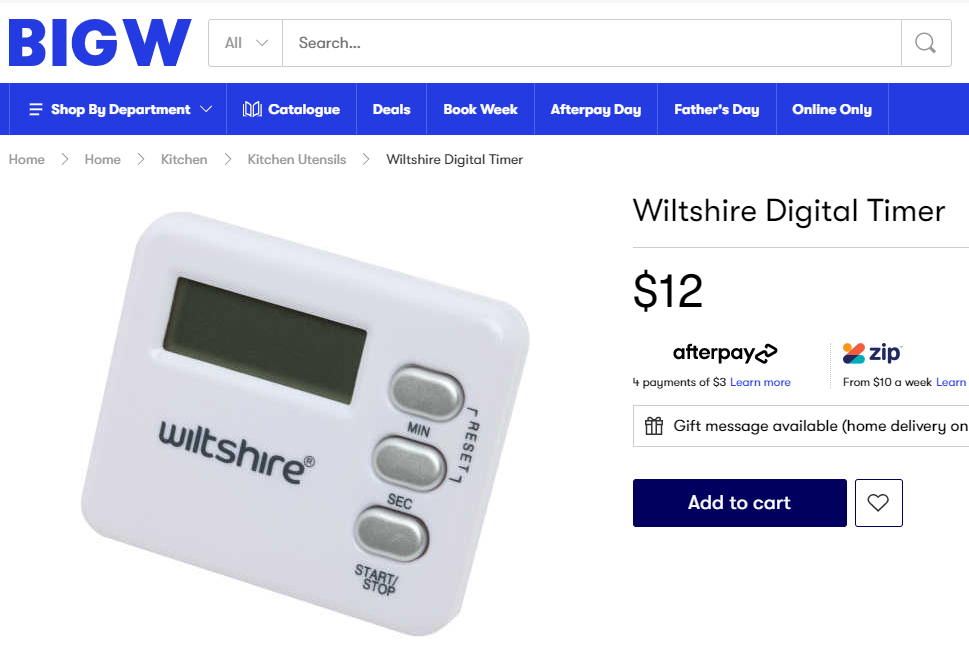 BIGW
All
Search...
Shop By Department
Catalogue
Deals
Book Week
Afterpay Day
Father's Day
Online Only
Home
Home
Kitchen
Kitchen Utensils
Wiltshire Digital Timer
Wiltshire Digital Timer
$12
afterpay
zip
4 payments of $3 Learn more
From $10 a week Learn
Gift message available (home delivery on
Add to cart
wiltshire®
MIN
RESET
SEC
START/
STOP